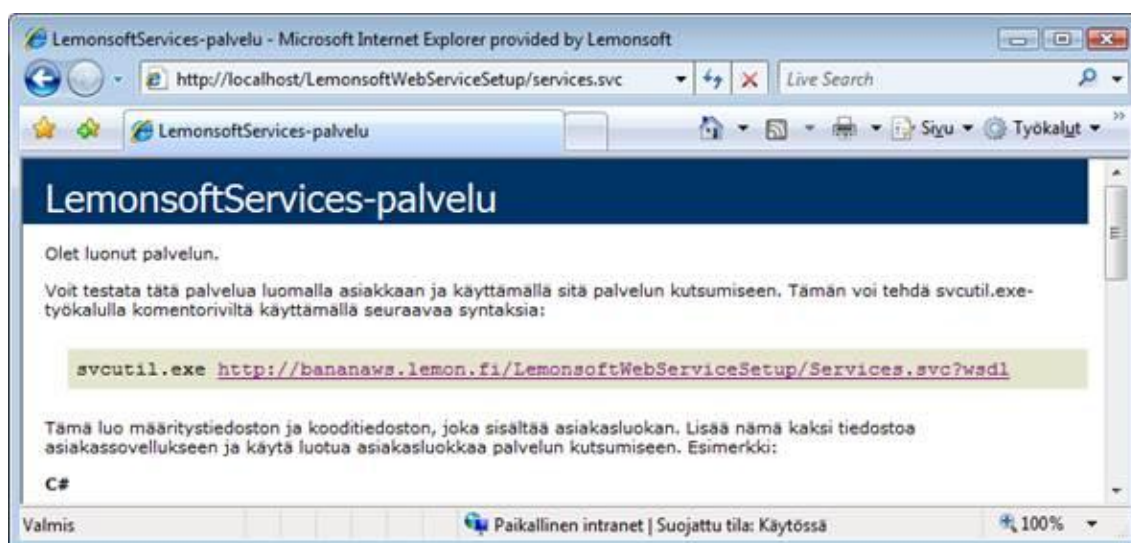 LemonsoftServices-palvelu - Microsoft Internet Explorer provided by Lemonsoft
http://localhost/LemonsoftWebServiceSetup/services.svc
Live Search
LemonsoftServices-palvelu
Sivu
Työkalut
LemonsoftServices-palvelu
Olet luonut palvelun.
Voit testata tätä palvelua luomalla asiakkaan ja käyttämällä sitä palvelun kutsumiseen. Tämän voi tehdä svcutil.exe-
työkalulla komentoriviltä käyttämällä seuraavaa syntaksia:
svcutil.exe http://bananaws.lemon.fi/LemonsoftWebServiceSetup/Services.svc?wsdl
Tämä luo määritystiedoston ja kooditiedoston, joka sisältää asiakasluokan. Lisää nämä kaksi tiedostoa
asiakassovellukseen ja käytä luotua asiakasluokkaa palvelun kutsumiseen. Esimerkki:
C#
Valmis
Paikallinen intranet | Suojattu tila: Käytössä
100%